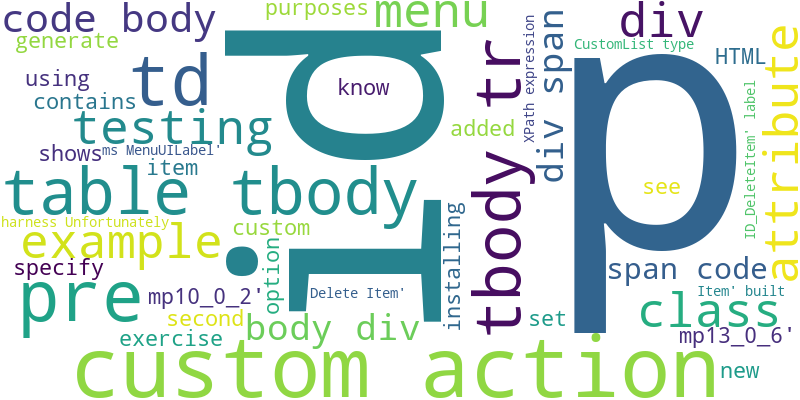 code body
purposes
menu
div
generate
p
i
td
using
contains
know
testing
added
tbody tr
XPath expression
div span
CustomList type
HTML
attribute
shows
ms MenuUILabel'
item
table tbody
ID_DeleteItem' label
see
harness Unfortunately
example
custom
specify
pre
mp10_0_2'
option
Delete Item'
installing
span code
Item' built
class
second
body div
set
mp13_0_6'
exercise
custom action
new
id